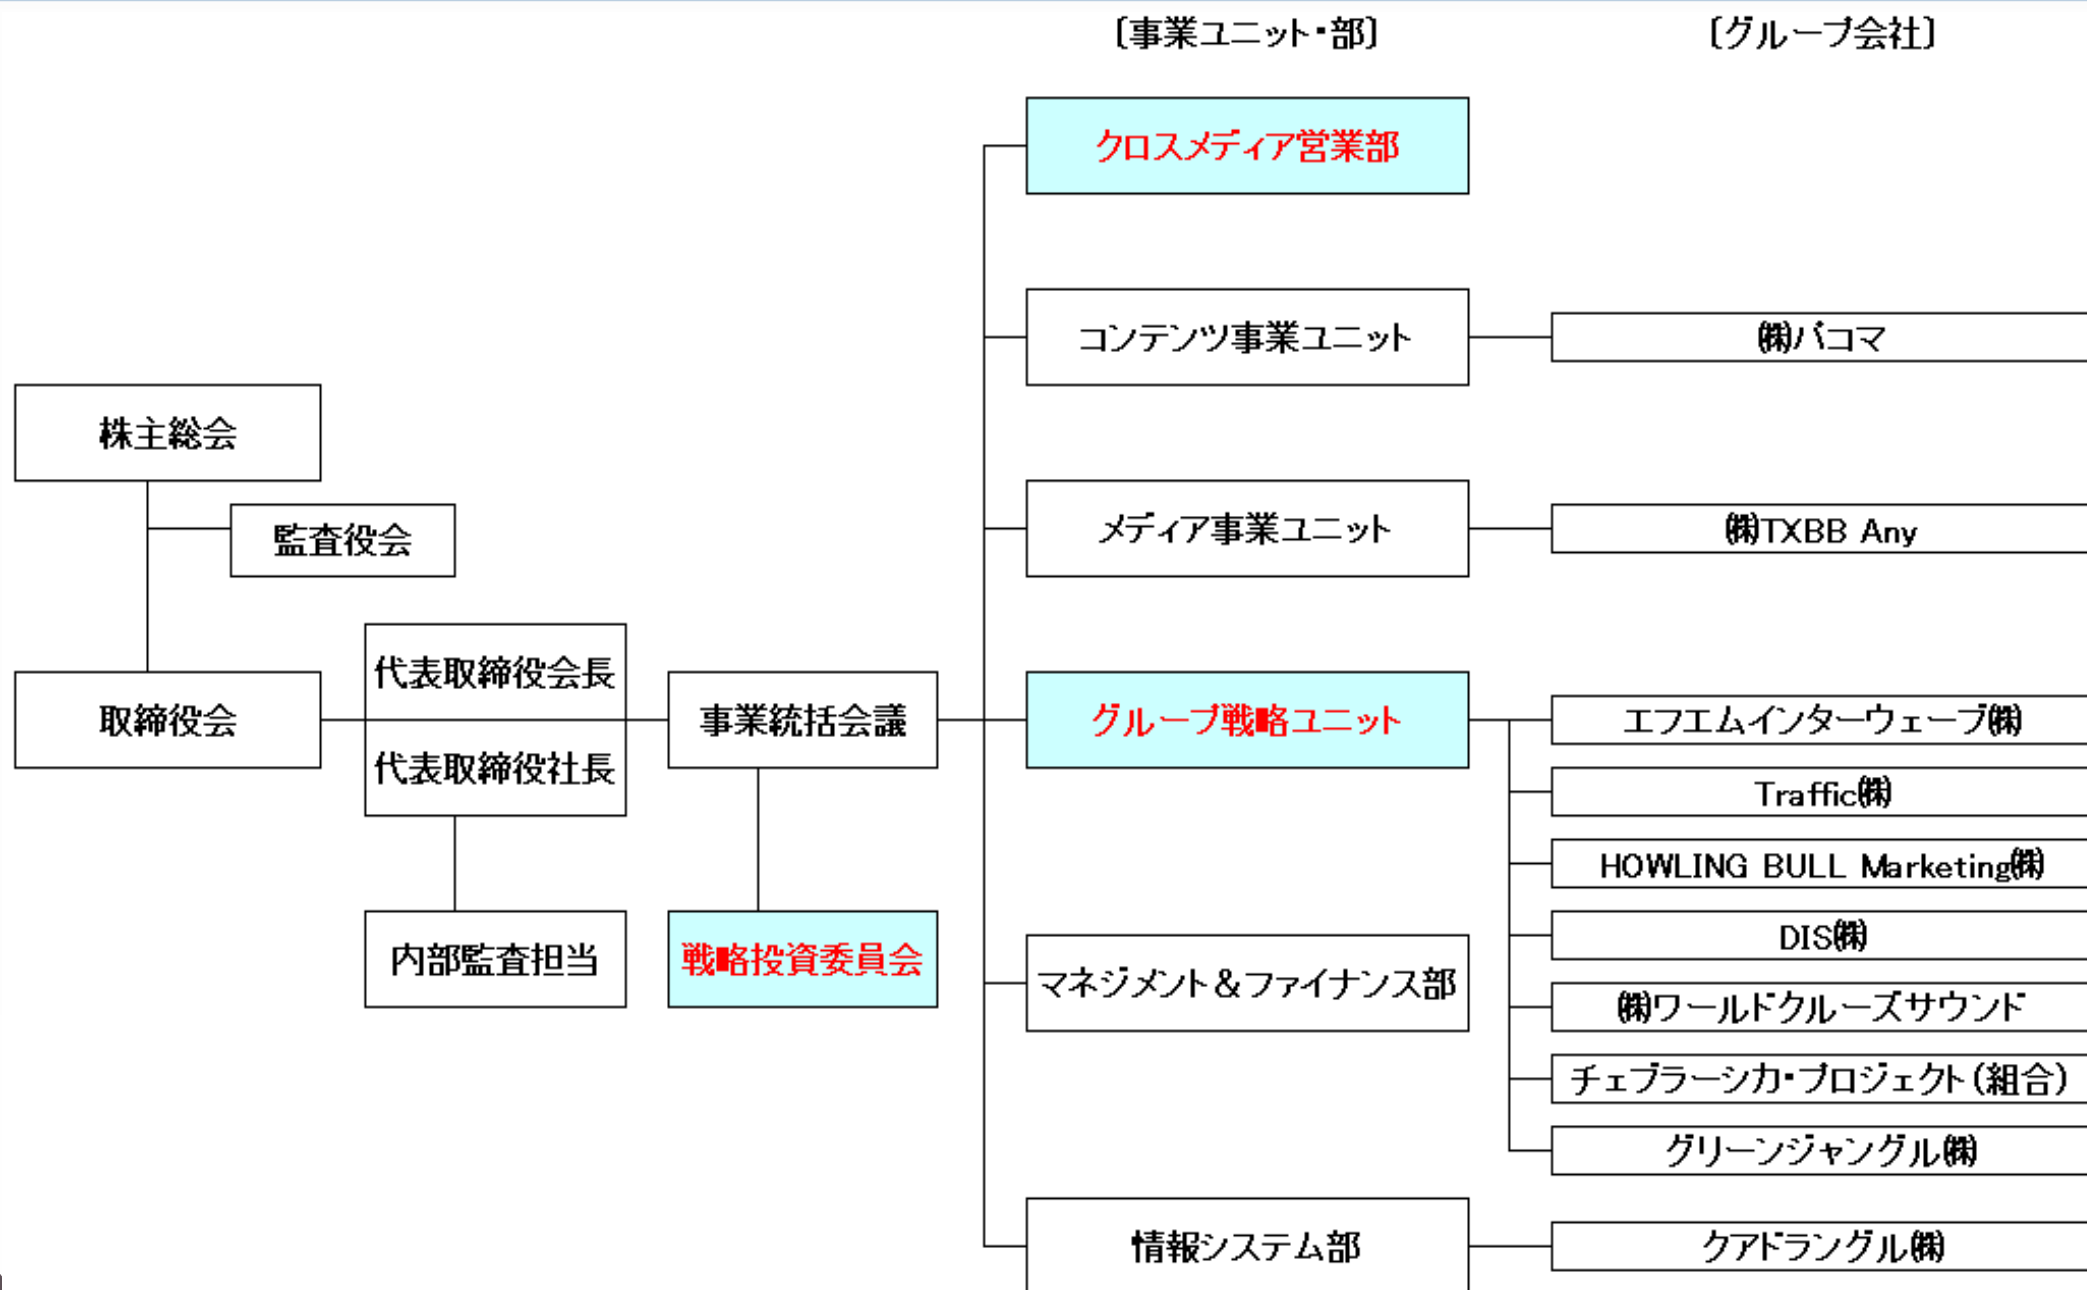 〔事業ユニット・部〕
〔グループ会社〕
クロスメディア営業部
コンテンツ事業ユニット
㈱パコマ
株主総会
監査役会
メディア事業ユニット
㈱TXBB Any
取締役会
代表取締役会長
代表取締役社長
事業統括会議
グループ戦略ユニット
エフエムインターウェーブ㈱
Traffic㈱
HOWLING BULL Marketing㈱
DIS㈱
㈱ワールドクルーズサウンド
チェブラーシカ・プロジェクト(組合)
グリーンジャングル㈱
内部監査担当
戦略投資委員会
マネジメント&ファイナンス部
情報システム部
クアドラングル㈱